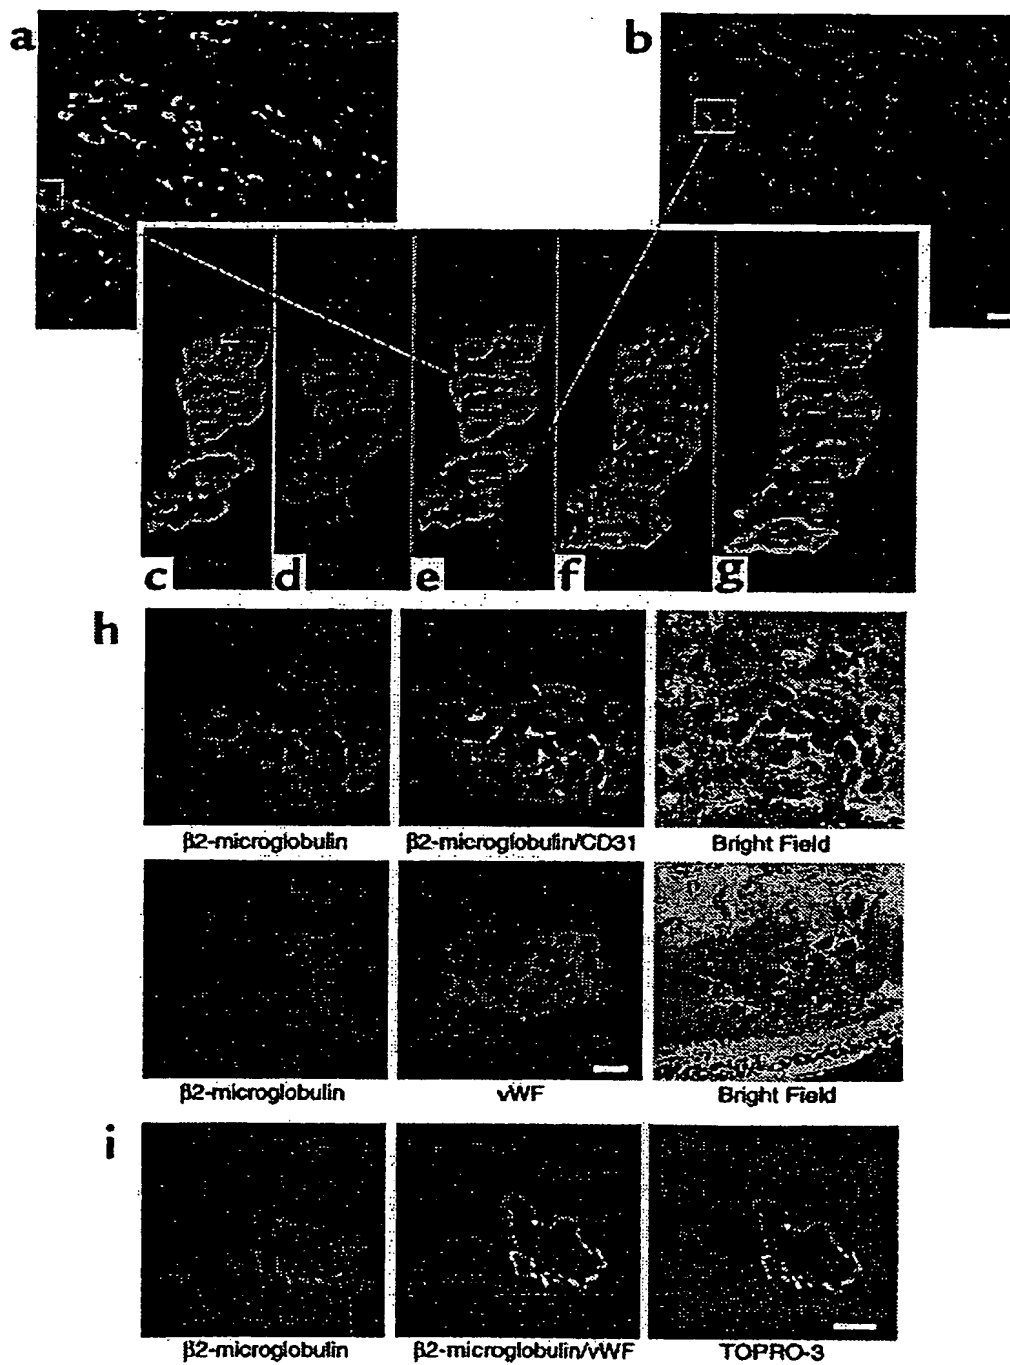 a
b
c d e f g
h
β2-microglobulin β2-microglobulin/CD31 Bright Field
β2-microglobulin vWF Bright Field
i
β2-microglobulin β2-microglobulin/vWF TOPRO-3